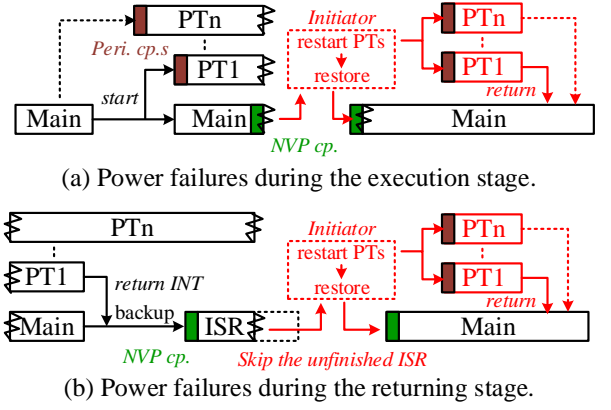 PTn
Peri. cp.s
PT1
start
Main
Main
NVP cp.
Initiator
restart PTs
restore
PTn
PT1
return
Main
(a) Power failures during the execution stage.
PTn
PT1
return INT
Main
backup
ISR
NVP cp.
Initiator
restart PTs
restore
Skip the unfinished ISR
PTn
PT1
return
Main
(b) Power failures during the returning stage.